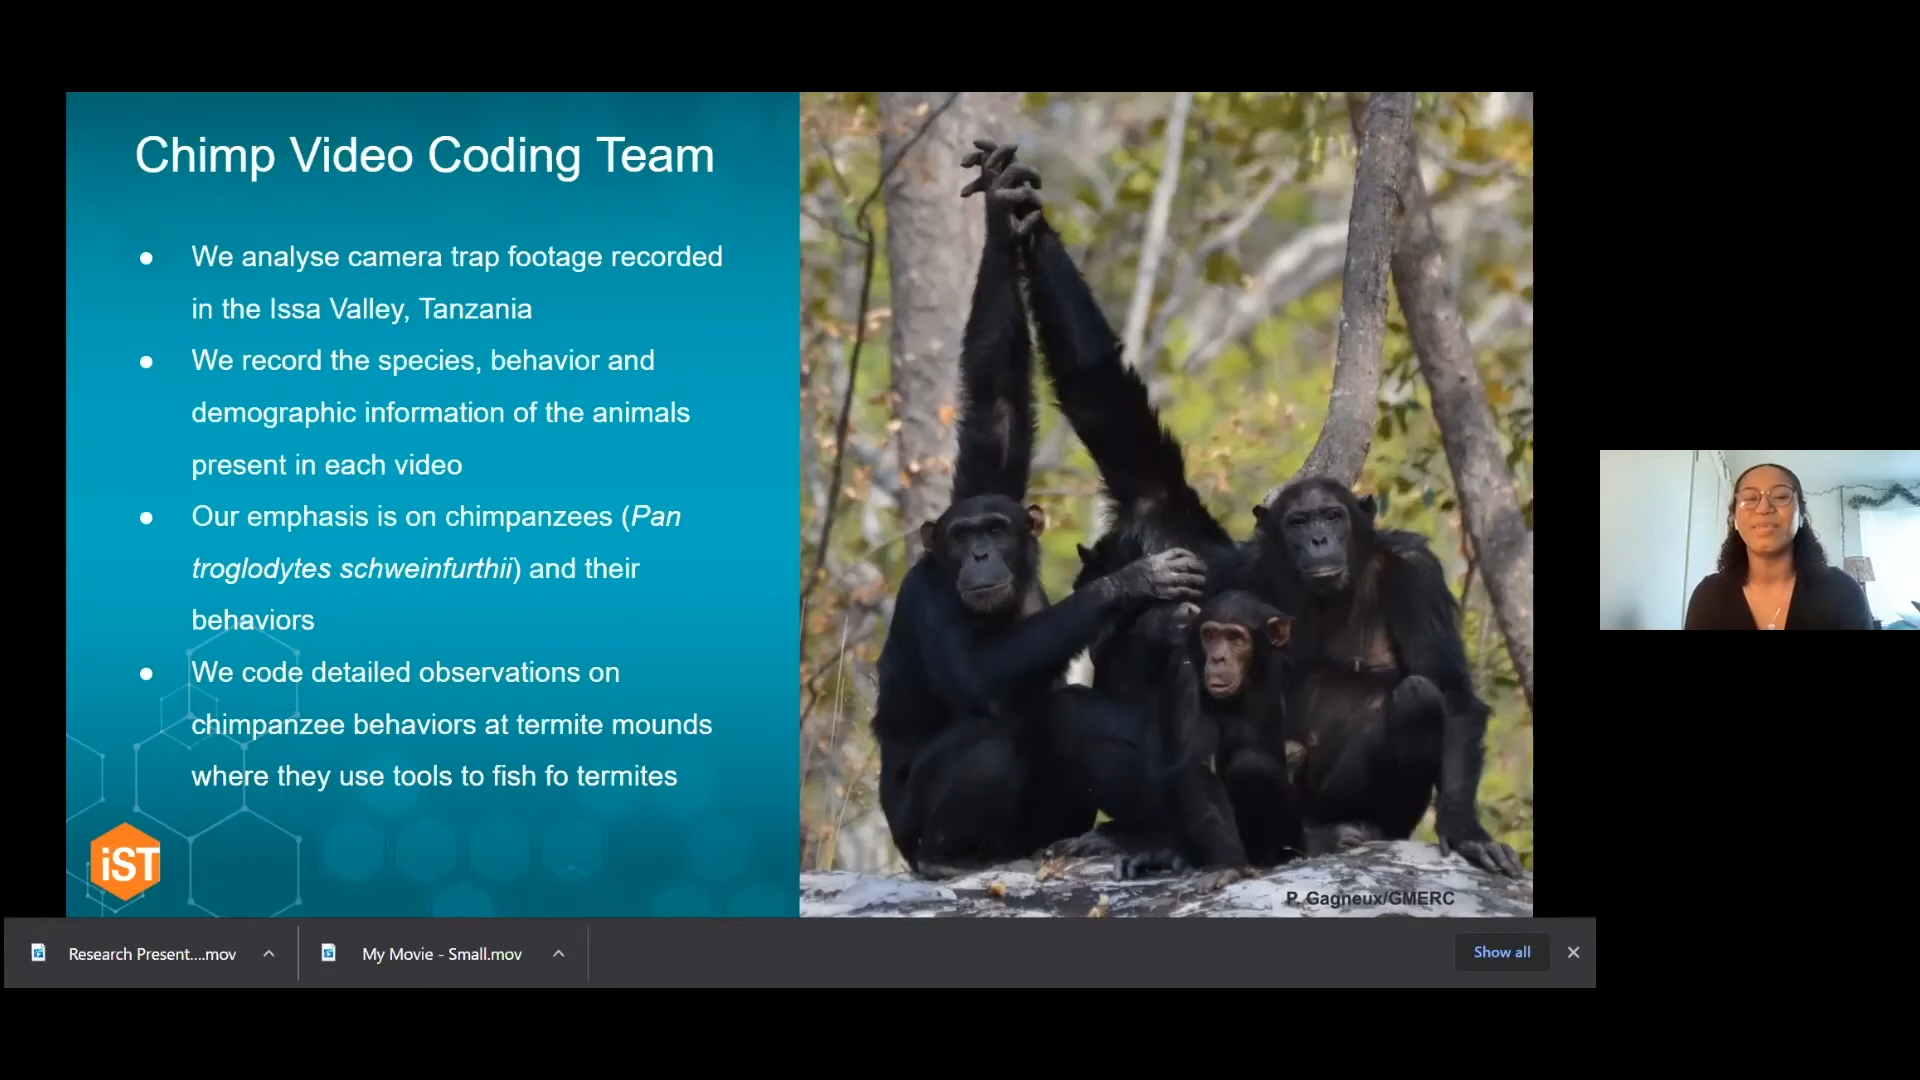 Chimp Video Coding Team
● We analyse camera trap footage recorded
in the Issa Valley, Tanzania
● We record the species, behavior and
demographic information of the animals
present in each video
● Our emphasis is on chimpanzees (Pan
troglodytes schweinfurthii) and their
behaviors
● We code detailed observations on
chimpanzee behaviors at termite mounds
where they use tools to fish fo termites
iST
P. Gagneux/GMERC
Research Present....mov
My Movie - Small.mov
Show all